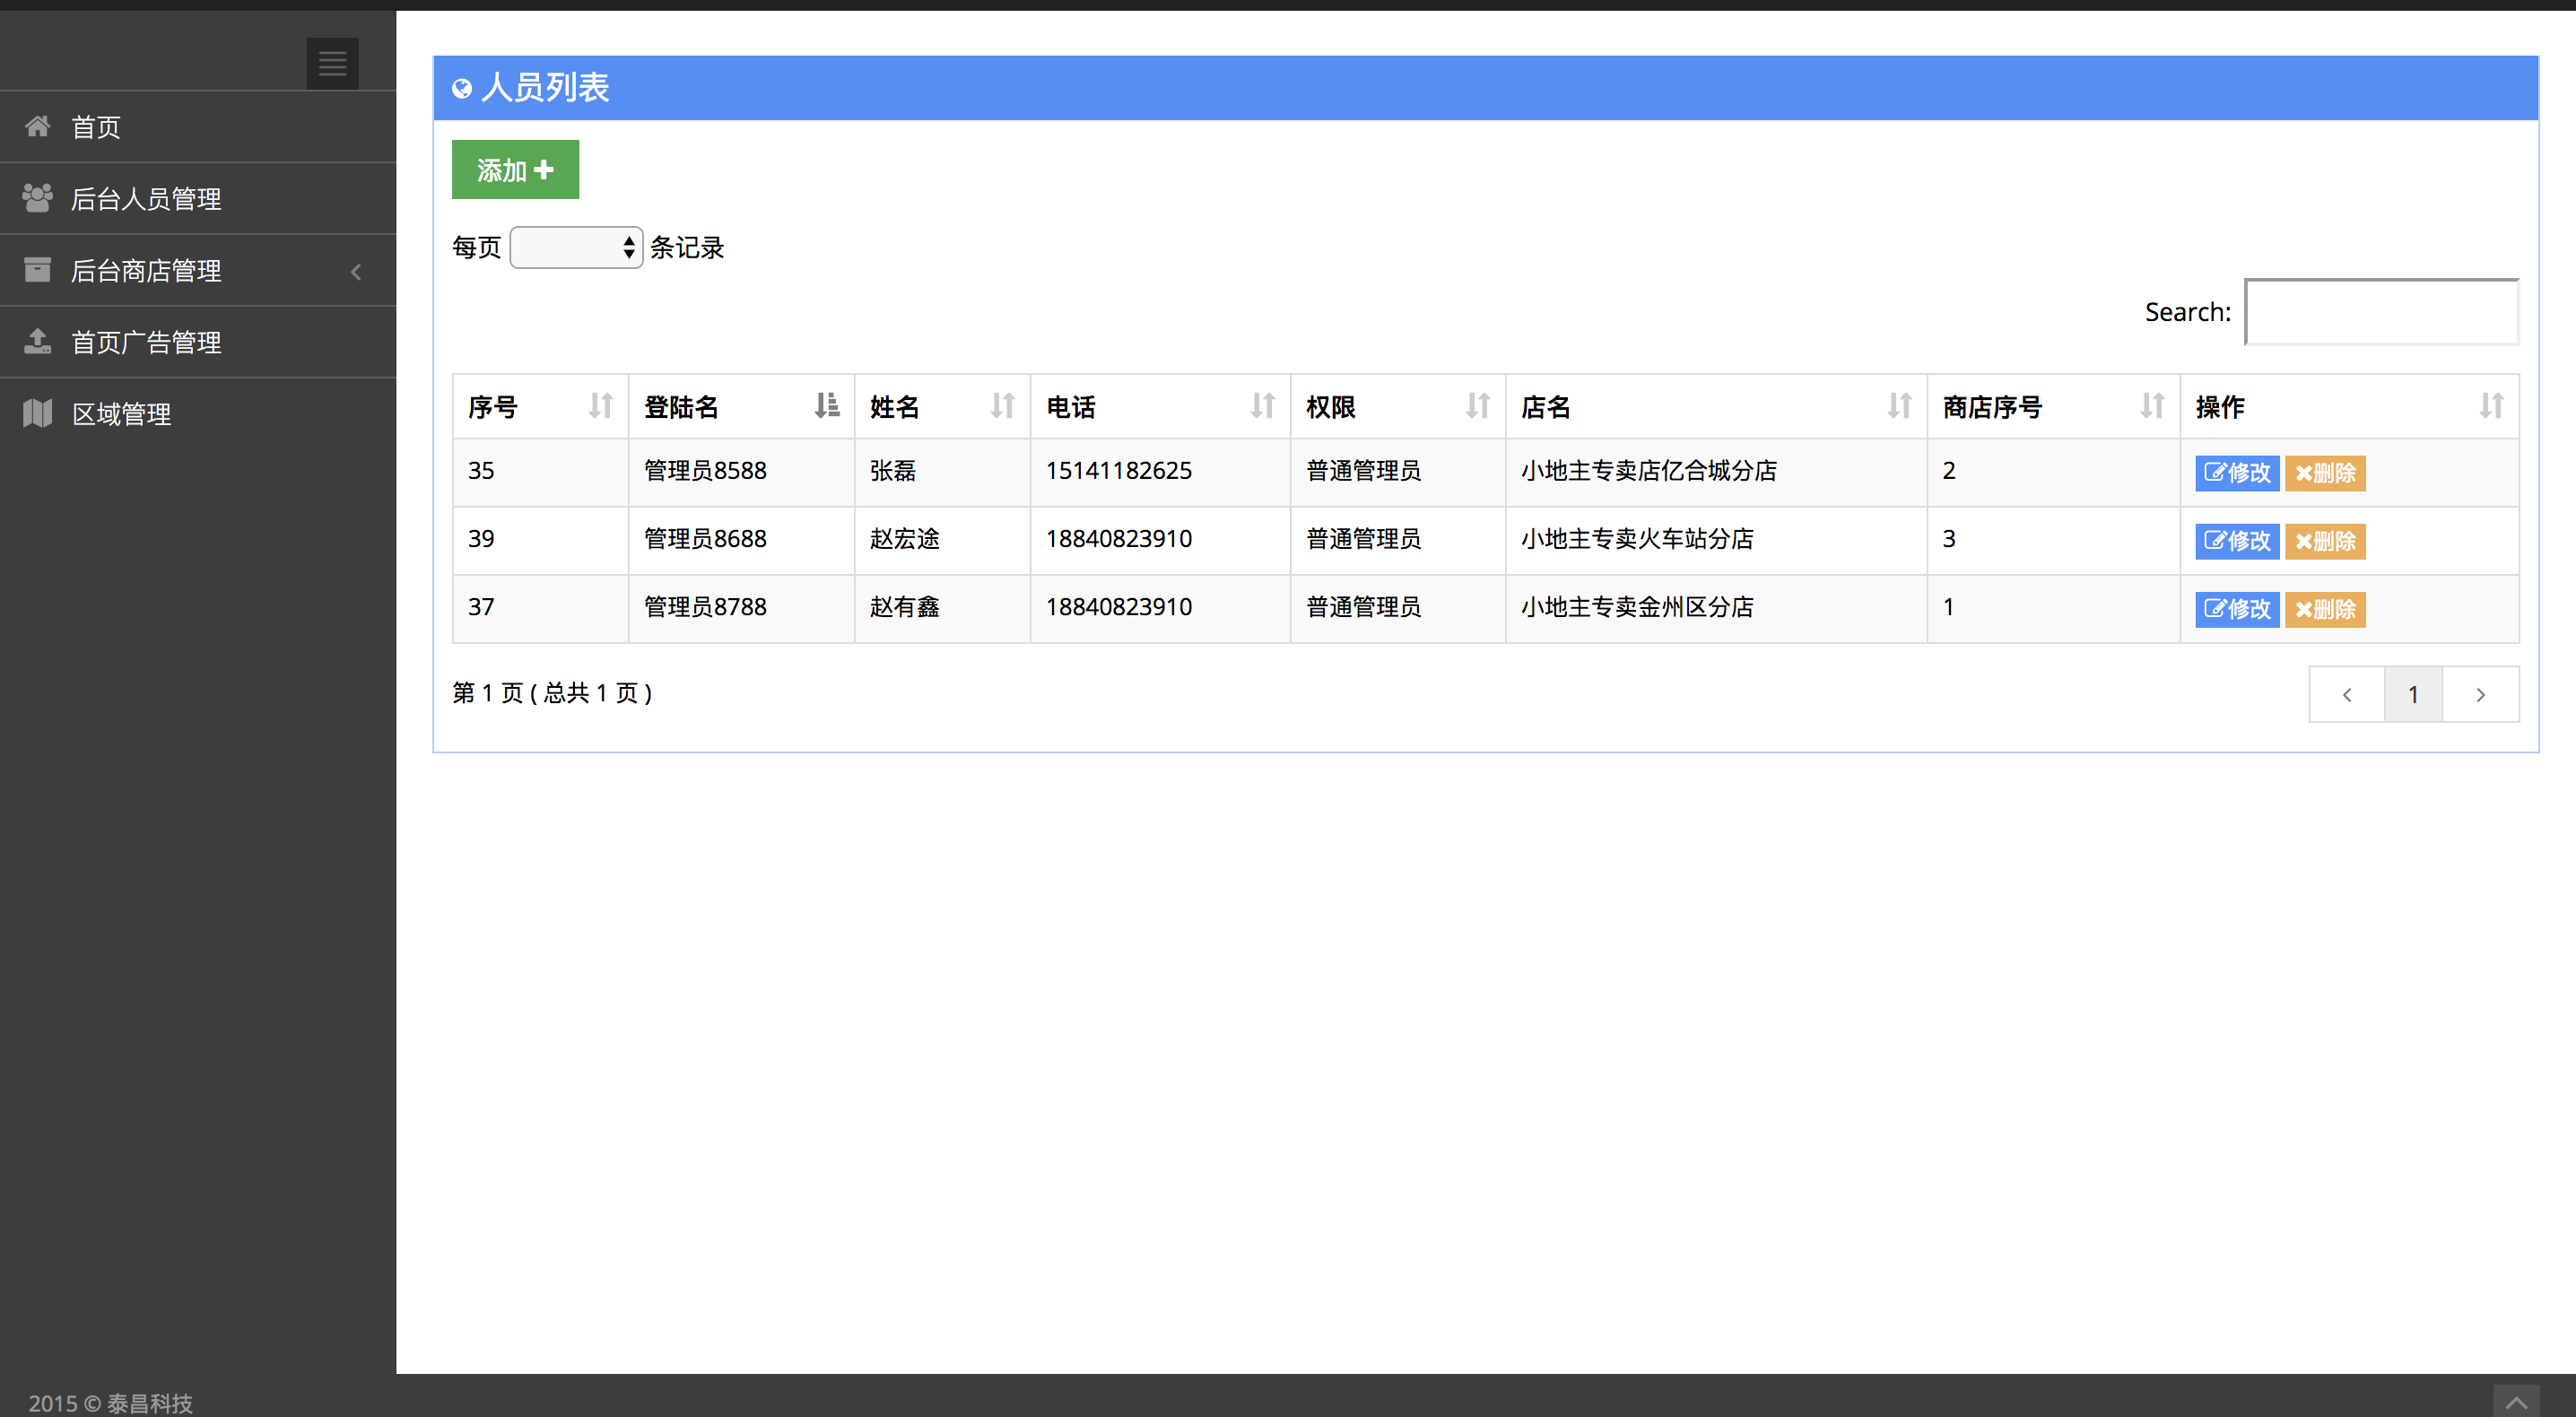 首页
后台人员管理
后台商店管理
首页广告管理
区域管理
人员列表
添加
每页 条记录
Search:
序号 登陆名 姓名 电话 权限 店名 商店序号 操作
35 管理员8588 张磊 15141182625 普通管理员 小地主专卖店亿合城分店 2 修改 删除
39 管理员8688 赵宏途 18840823910 普通管理员 小地主专卖火车站分店 3 修改 删除
37 管理员8788 赵有鑫 18840823910 普通管理员 小地主专卖金州区分店 1 修改 删除
第 1 页 ( 总共 1 页 )
1
2015 © 泰昌科技